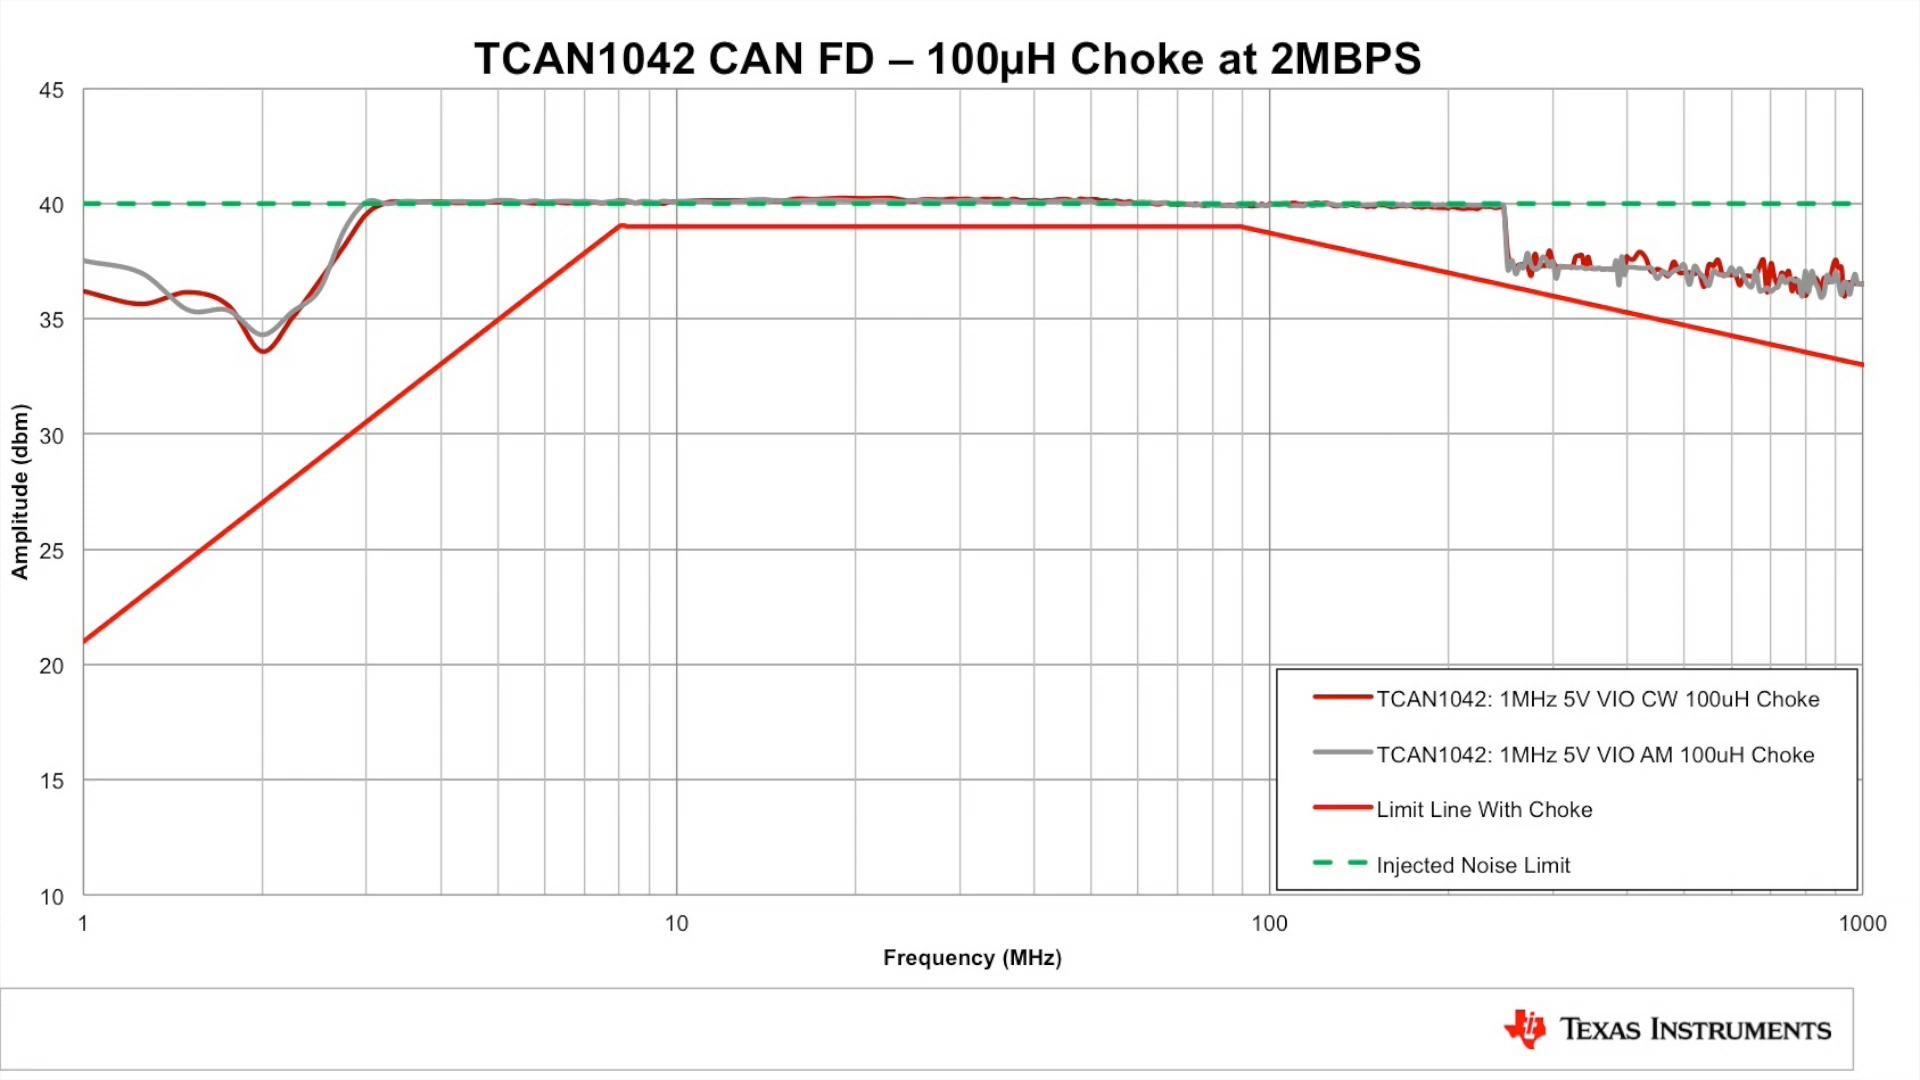 TCAN1042 CAN FD – 100µH Choke at 2MBPS
45
40
35
30
25
20
15
10
Amplitude (dbm)
1
10
100
1000
Frequency (MHz)
TCAN1042: 1MHz 5V VIO CW 100uH Choke
TCAN1042: 1MHz 5V VIO AM 100uH Choke
Limit Line With Choke
Injected Noise Limit
TEXAS INSTRUMENTS